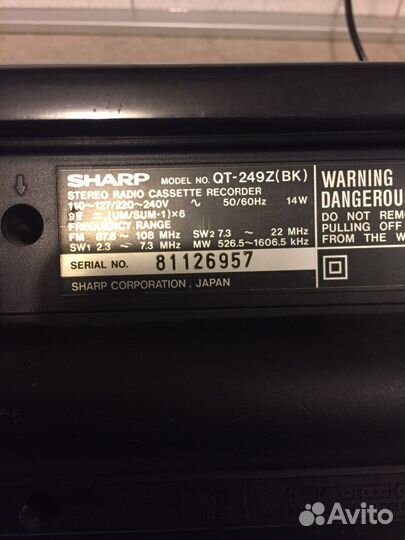 SHARP MODEL NO. QT-249Z(BK)
STEREO RADIO CASSETTE RECORDER
110~127/220~240V ~ 50/60Hz 14W
9V ⎓ (UM/SUM-1)×6
FREQUENCY RANGE
FM 87.6 ~ 108 MHz SW2 7.3 ~ 22 MHz
SW1 2.3 ~ 7.3 MHz MW 526.5~1606.5 kHz
SERIAL NO. 81126957
SHARP CORPORATION, JAPAN
WARNING
DANGEROU
DO NOT REM
PULLING OFF
FROM THE W
Avito